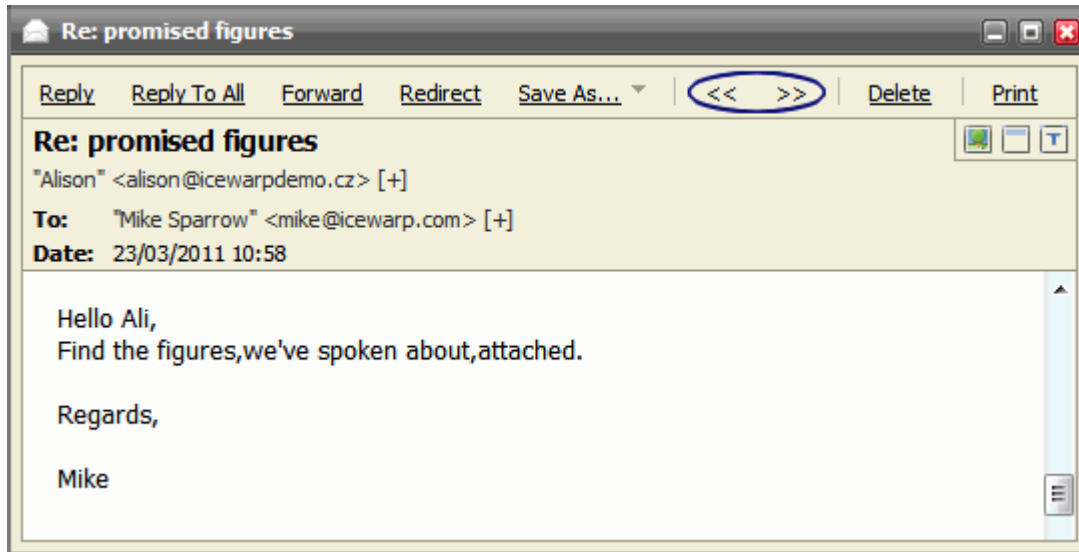 Re: promised figures
Reply Reply To All Forward Redirect Save As... << >> Delete Print
Re: promised figures
"Alison" <alison@icewarpdemo.cz> [+]
To: "Mike Sparrow" <mike@icewarp.com> [+]
Date: 23/03/2011 10:58
Hello Ali,
Find the figures,we've spoken about,attached.
Regards,
Mike